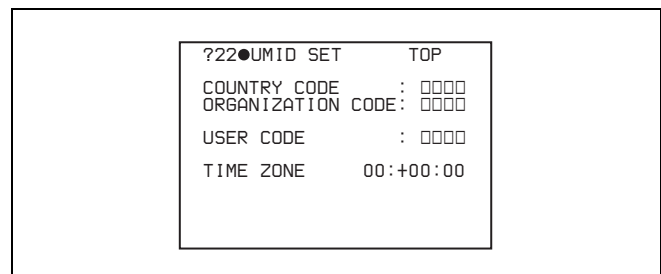 ?22●UMID SET TOP
COUNTRY CODE : □□□□
ORGANIZATION CODE: □□□□
USER CODE : □□□□
TIME ZONE 00:+00:00